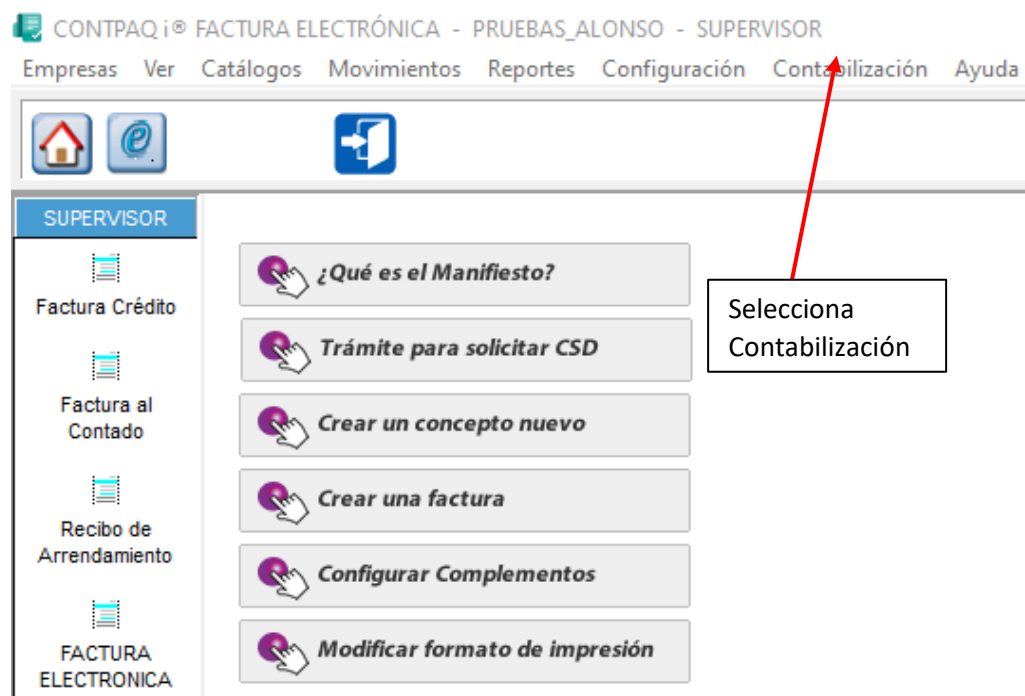 CONTPAQ i® FACTURA ELECTRÓNICA - PRUEBAS_ALONSO - SUPERVISOR
Empresas Ver Catálogos Movimientos Reportes Configuración Contabilización Ayuda
SUPERVISOR
Factura Crédito
Factura al
Contado
Recibo de
Arrendamiento
FACTURA
ELECTRONICA
¿Qué es el Manifiesto?
Trámite para solicitar CSD
Crear un concepto nuevo
Crear una factura
Configurar Complementos
Modificar formato de impresión
Selecciona
Contabilización